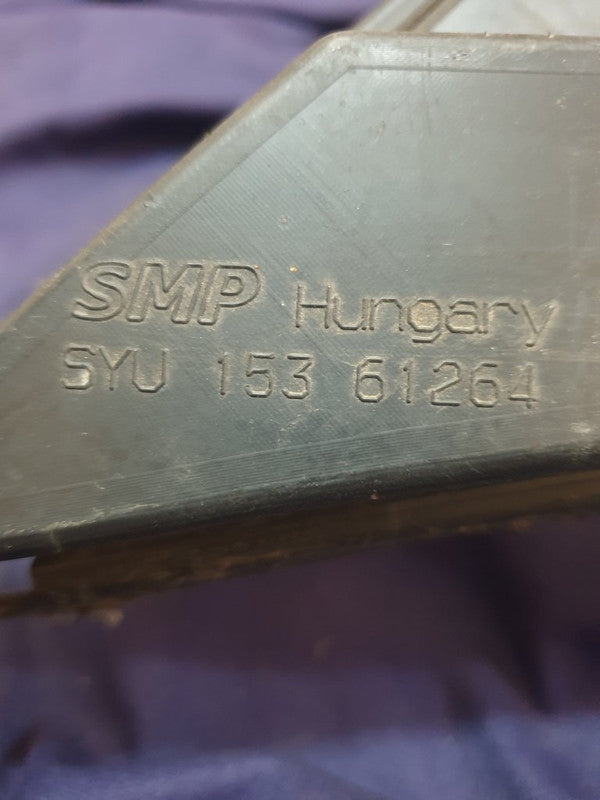 SMP Hungary
SYU 153 61264